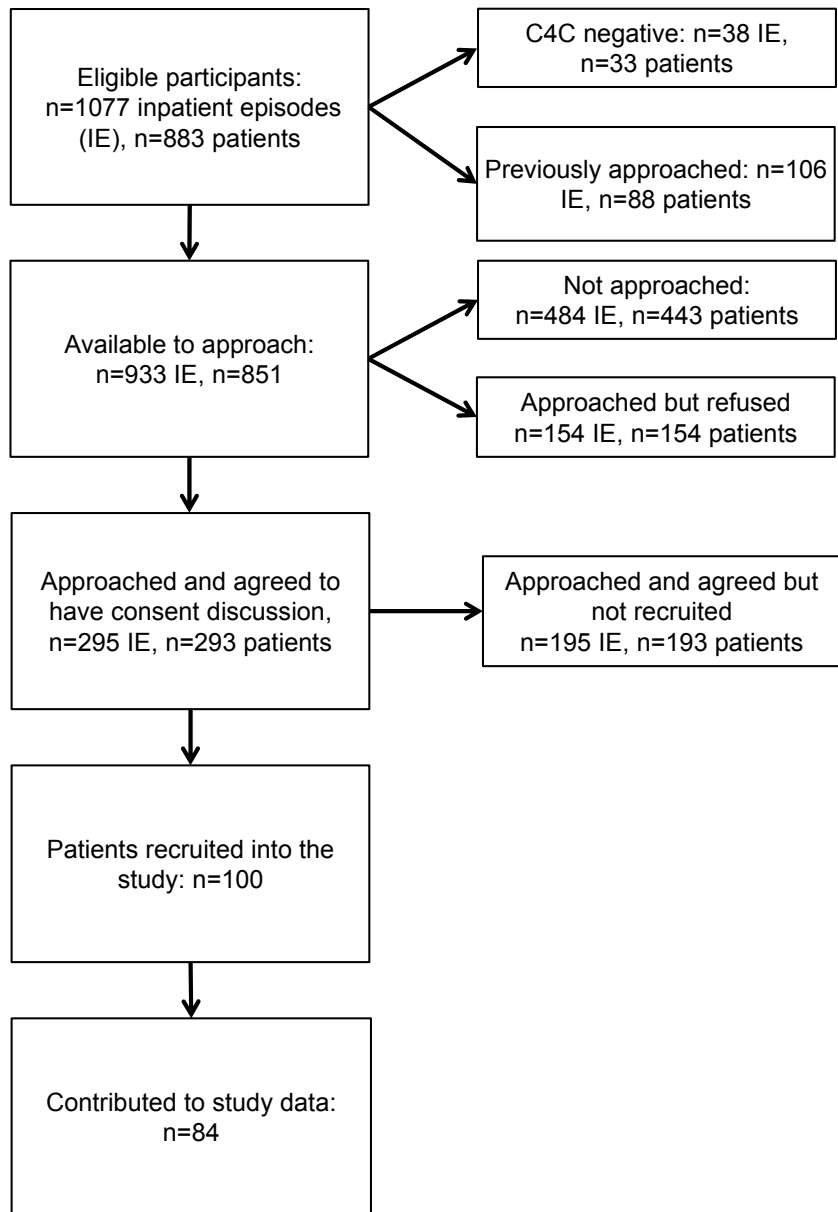 Eligible participants:
n=1077 inpatient episodes
(IE), n=883 patients
C4C negative: n=38 IE,
n=33 patients
Previously approached: n=106
IE, n=88 patients
Available to approach:
n=933 IE, n=851
Not approached:
n=484 IE, n=443 patients
Approached but refused
n=154 IE, n=154 patients
Approached and agreed to
have consent discussion,
n=295 IE, n=293 patients
Approached and agreed but
not recruited
n=195 IE, n=193 patients
Patients recruited into the
study: n=100
Contributed to study data:
n=84